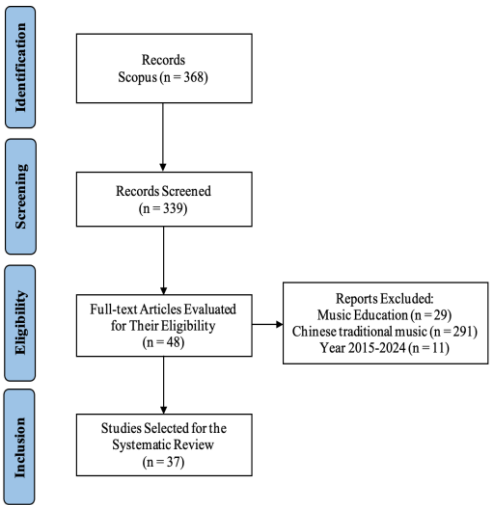 Identification
Records
Scopus (n = 368)
Screening
Records Screened
(n = 339)
Eligibility
Full-text Articles Evaluated
for Their Eligibility
(n = 48)
Reports Excluded:
Music Education (n = 29)
Chinese traditional music (n = 291)
Year 2015-2024 (n = 11)
Inclusion
Studies Selected for the
Systematic Review
(n = 37)